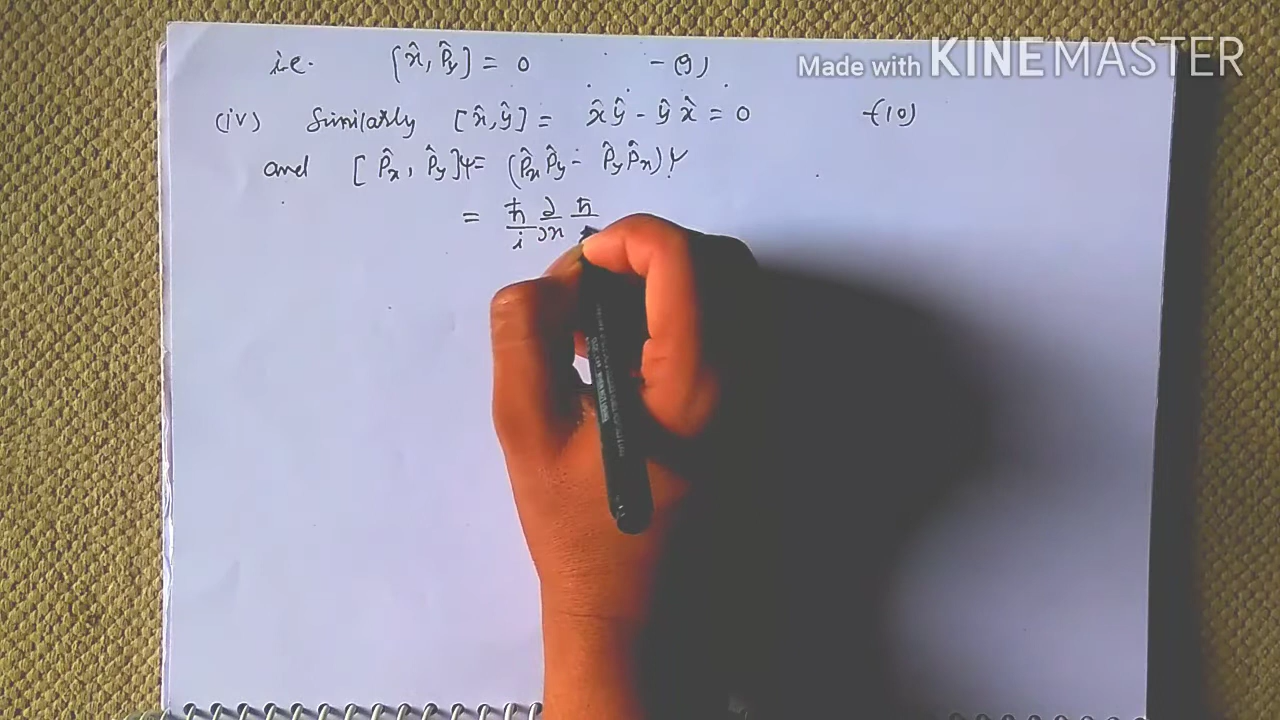 i.e. [x̂, P̂y] = 0 -(9)
Made with KINEMASTER
(iv) Similarly [x̂, ŷ] = x̂ŷ - ŷx̂ = 0 -(10)
and [P̂x, P̂y]ψ = (P̂xP̂y - P̂yP̂x)ψ
= ħ/i ∂/∂x ħ